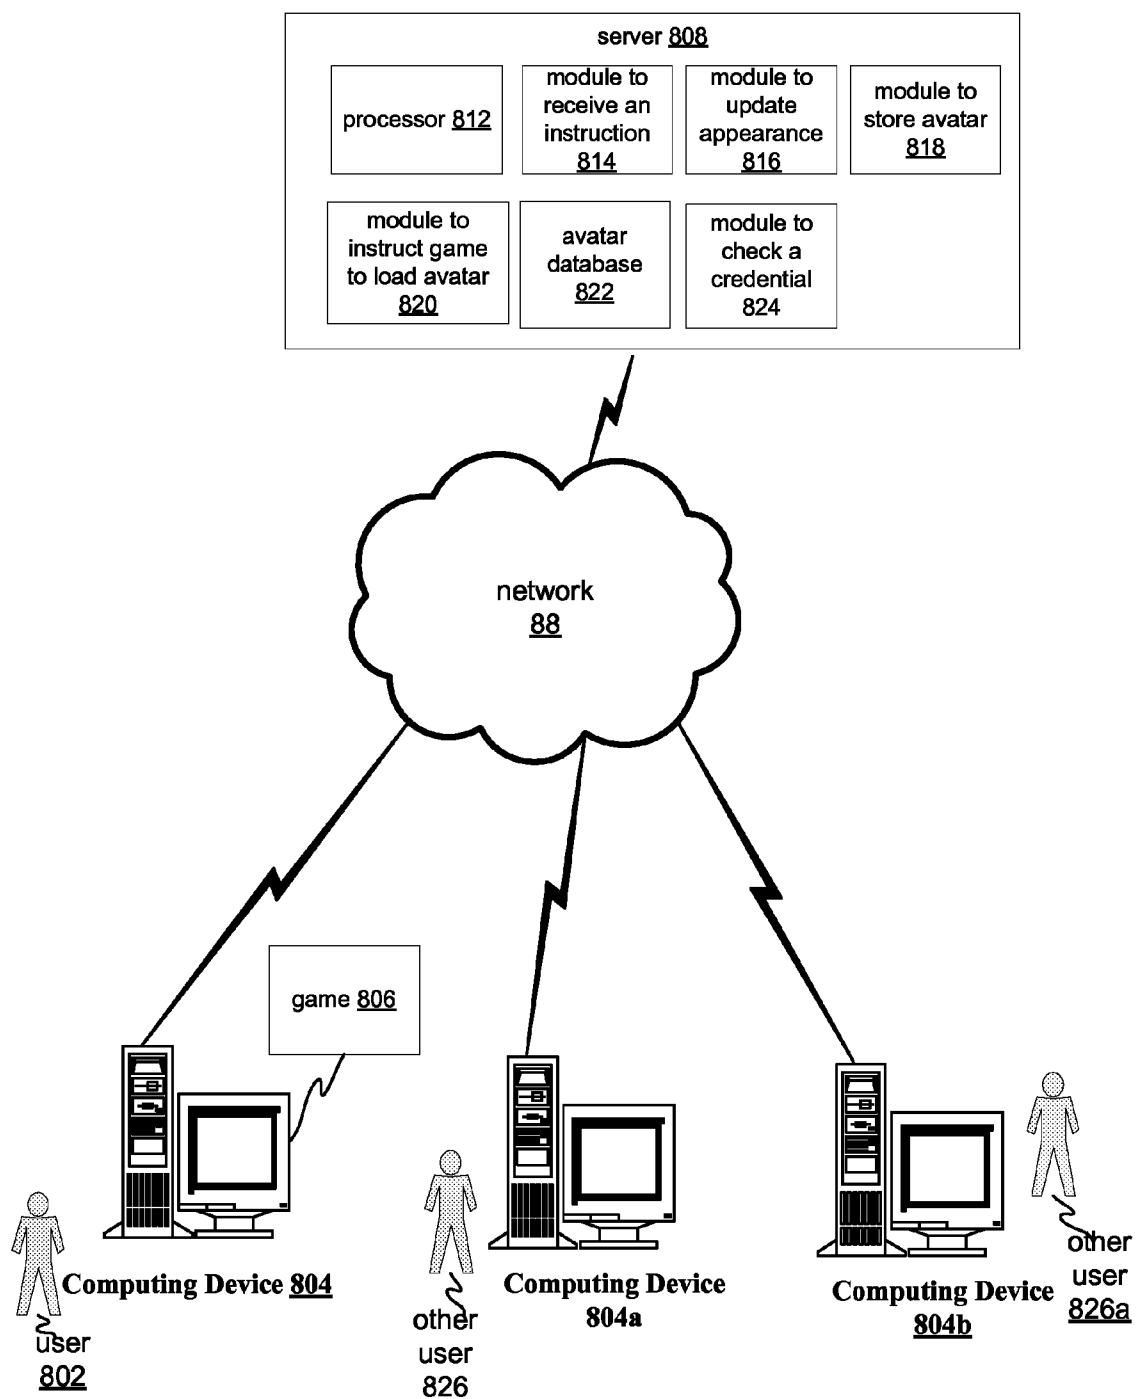 server 808
processor 812
module to
receive an
instruction
814
module to
update
appearance
816
module to
store avatar
818
module to
instruct game
to load avatar
820
avatar
database
822
module to
check a
credential
824
network
88
game 806
Computing Device 804
user
802
Computing Device
804a
other
user
826
Computing Device
804b
other
user
826a